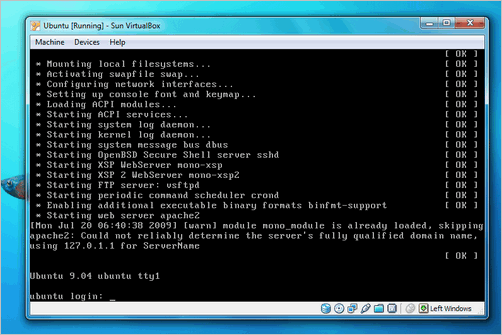 Ubuntu [Running] - Sun VirtualBox
Machine Devices Help
[ OK ]
* Mounting local filesystems... [ OK ]
* Activating swapfile swap... [ OK ]
* Configuring network interfaces... [ OK ]
* Setting up console font and keymap... [ OK ]
* Loading ACPI modules... [ OK ]
* Starting ACPI services... [ OK ]
* Starting system log daemon... [ OK ]
* Starting kernel log daemon... [ OK ]
* Starting system message bus dbus [ OK ]
* Starting OpenBSD Secure Shell server sshd [ OK ]
* Starting XSP WebServer mono-xsp [ OK ]
* Starting XSP 2 WebServer mono-xsp2 [ OK ]
* Starting FTP server: vsftpd [ OK ]
* Starting periodic command scheduler crond [ OK ]
* Enabling additional executable binary formats binfmt-support [ OK ]
* Starting web server apache2
[Mon Jul 20 06:40:38 2009] [warn] module mono_module is already loaded, skipping
apache2: Could not reliably determine the server's fully qualified domain name,
using 127.0.1.1 for ServerName
[ OK ]
Ubuntu 9.04 ubuntu tty1
ubuntu login: _
Left Windows